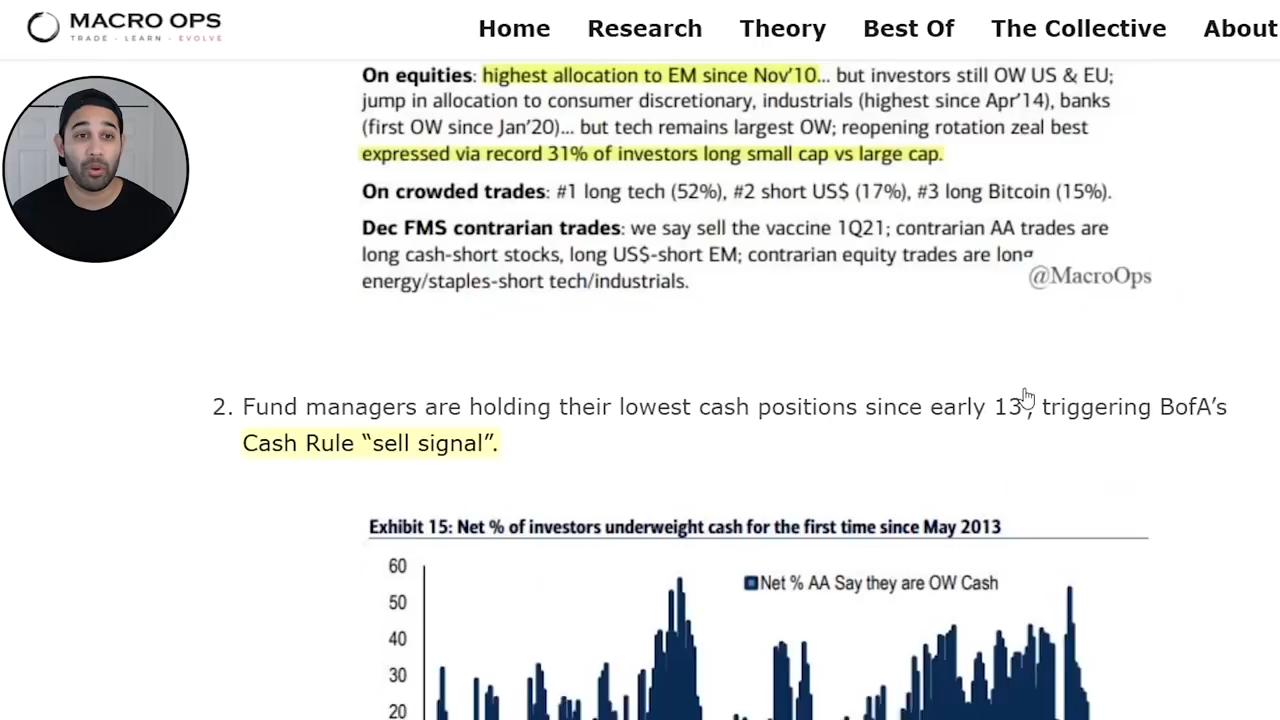 MACRO OPS
TRADE - LEARN - EVOLVE
Home Research Theory Best Of The Collective About
On equities: highest allocation to EM since Nov'10... but investors still OW US & EU;
jump in allocation to consumer discretionary, industrials (highest since Apr'14), banks
(first OW since Jan'20)... but tech remains largest OW; reopening rotation zeal best
expressed via record 31% of investors long small cap vs large cap.
On crowded trades: #1 long tech (52%), #2 short US$ (17%), #3 long Bitcoin (15%).
Dec FMS contrarian trades: we say sell the vaccine 1Q21; contrarian AA trades are
long cash-short stocks, long US$-short EM; contrarian equity trades are long
energy/staples-short tech/industrials.
@MacroOps
2. Fund managers are holding their lowest cash positions since early 13', triggering BofA's
Cash Rule “sell signal”.
Exhibit 15: Net % of investors underweight cash for the first time since May 2013
60
Net % AA Say they are OW Cash
50
40
30
20